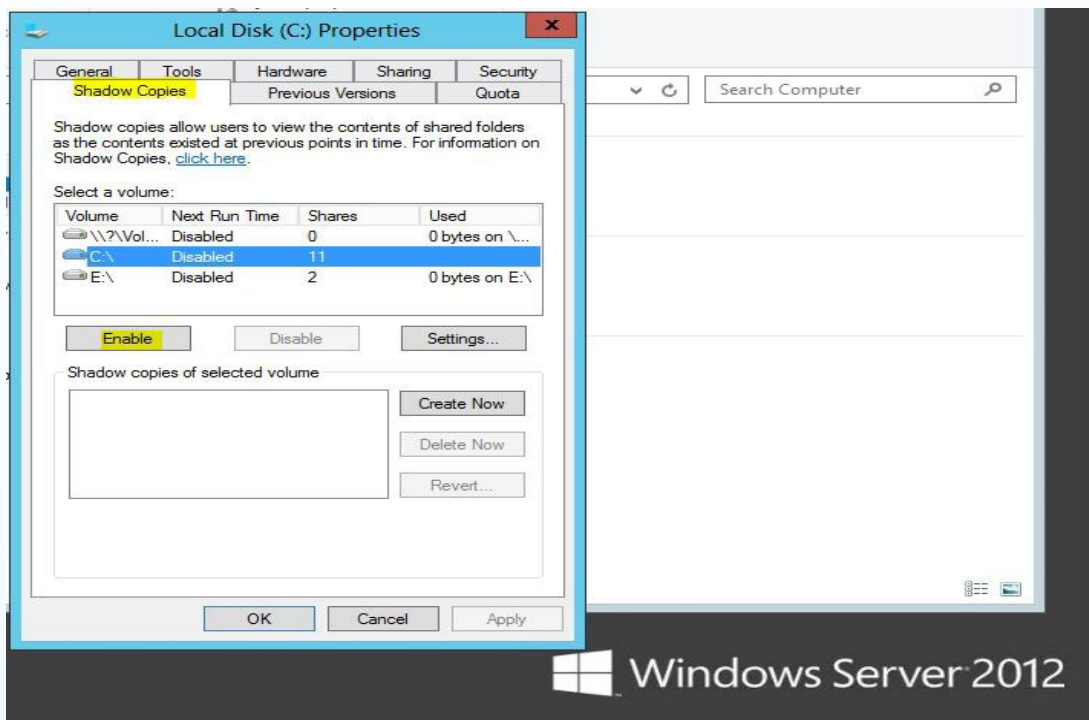 Local Disk (C:) Properties
x
General Tools Hardware Sharing Security
Shadow Copies Previous Versions Quota
Search Computer
Shadow copies allow users to view the contents of shared folders
as the contents existed at previous points in time. For information on
Shadow Copies, click here.
Select a volume:
Volume Next Run Time Shares Used
\\?\Vol... Disabled 0 0 bytes on \...
C:\ Disabled 11
E:\ Disabled 2 0 bytes on E:\
Enable Disable Settings...
Shadow copies of selected volume
Create Now
Delete Now
Revert...
OK Cancel Apply
Windows Server 2012